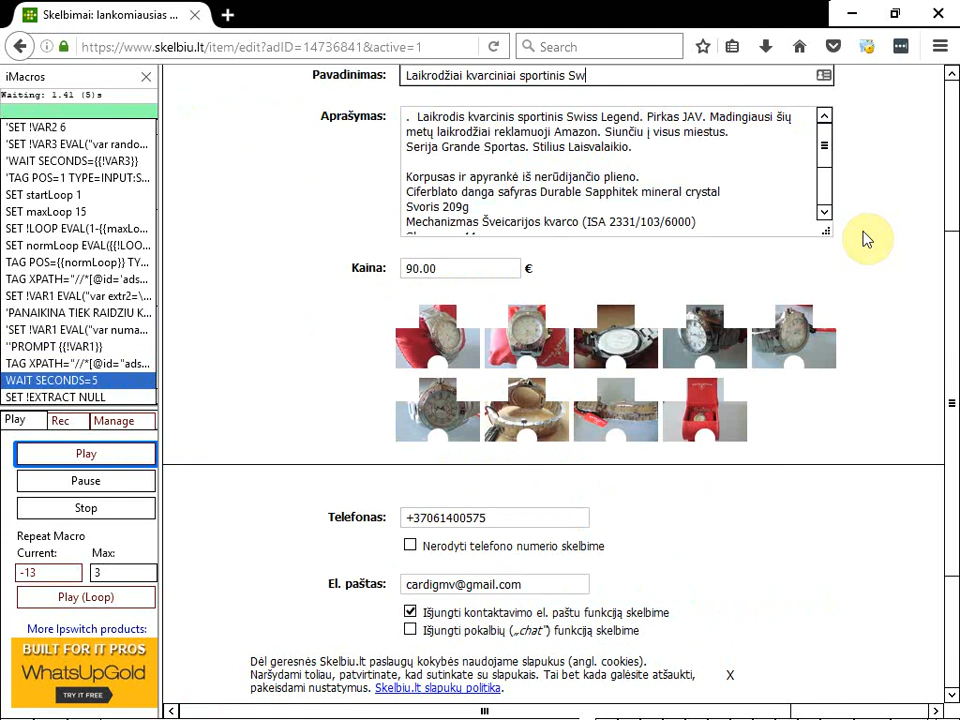 Skelbimai: lankomiausias ...
https://www.skelbiu.lt/item/edit?adID=14736841&active=1
Search
iMacros
Waiting: 1.41 (5)s
'SET !VAR2 6
'SET !VAR3 EVAL("var rando...
'WAIT SECONDS={{!VAR3}}
'TAG POS=1 TYPE=INPUT:S...
SET startLoop 1
SET maxLoop 15
SET !LOOP EVAL(1-{{maxLo...
SET normLoop EVAL({{!LOO...
TAG POS={{normLoop}} TY...
TAG XPATH="//*[@id='ads...
SET !VAR1 EVAL("var extr2=\...
'PANAIKINA TIEK RAIDZIU K...
'SET !VAR1 EVAL("var numa...
''PROMPT {{!VAR1}}
TAG XPATH="//*[@id="ads...
WAIT SECONDS=5
SET !EXTRACT NULL
Play
Rec
Manage
Play
Pause
Stop
Repeat Macro
Current:
Max:
-13
3
Play (Loop)
More Ipswitch products:
BUILT FOR IT PROS
WhatsUpGold
TRY IT FREE
Pavadinimas:
Laikrodžiai kvarciniai sportinis Sw
Aprašymas:
. Laikrodis kvarcinis sportinis Swiss Legend. Pirkas JAV. Madingiausi šių
metų laikrodžiai reklamuoji Amazon. Siunčiu į visus miestus.
Serija Grande Sportas. Stilius Laisvalaikio.
Korpusas ir apyrankė iš nerūdijančio plieno.
Ciferblato danga safyras Durable Sapphitek mineral crystal
Svoris 209g
Mechanizmas Šveicarijos kvarco (ISA 2331/103/6000)
Kaina:
90.00
€
Telefonas:
+37061400575
Nerodyti telefono numerio skelbime
El. paštas:
cardigmv@gmail.com
Išjungti kontaktavimo el. paštu funkciją skelbime
Išjungti pokalbių („chat") funkciją skelbime
Dėl geresnės Skelbiu.lt paslaugų kokybės naudojame slapukus (angl. cookies).
Naršydami toliau, patvirtinate, kad sutinkate su slapukais. Tai bet kada galėsite atšaukti,
pakeisdami nustatymus. Skelbiu.lt slapukų politika.
X